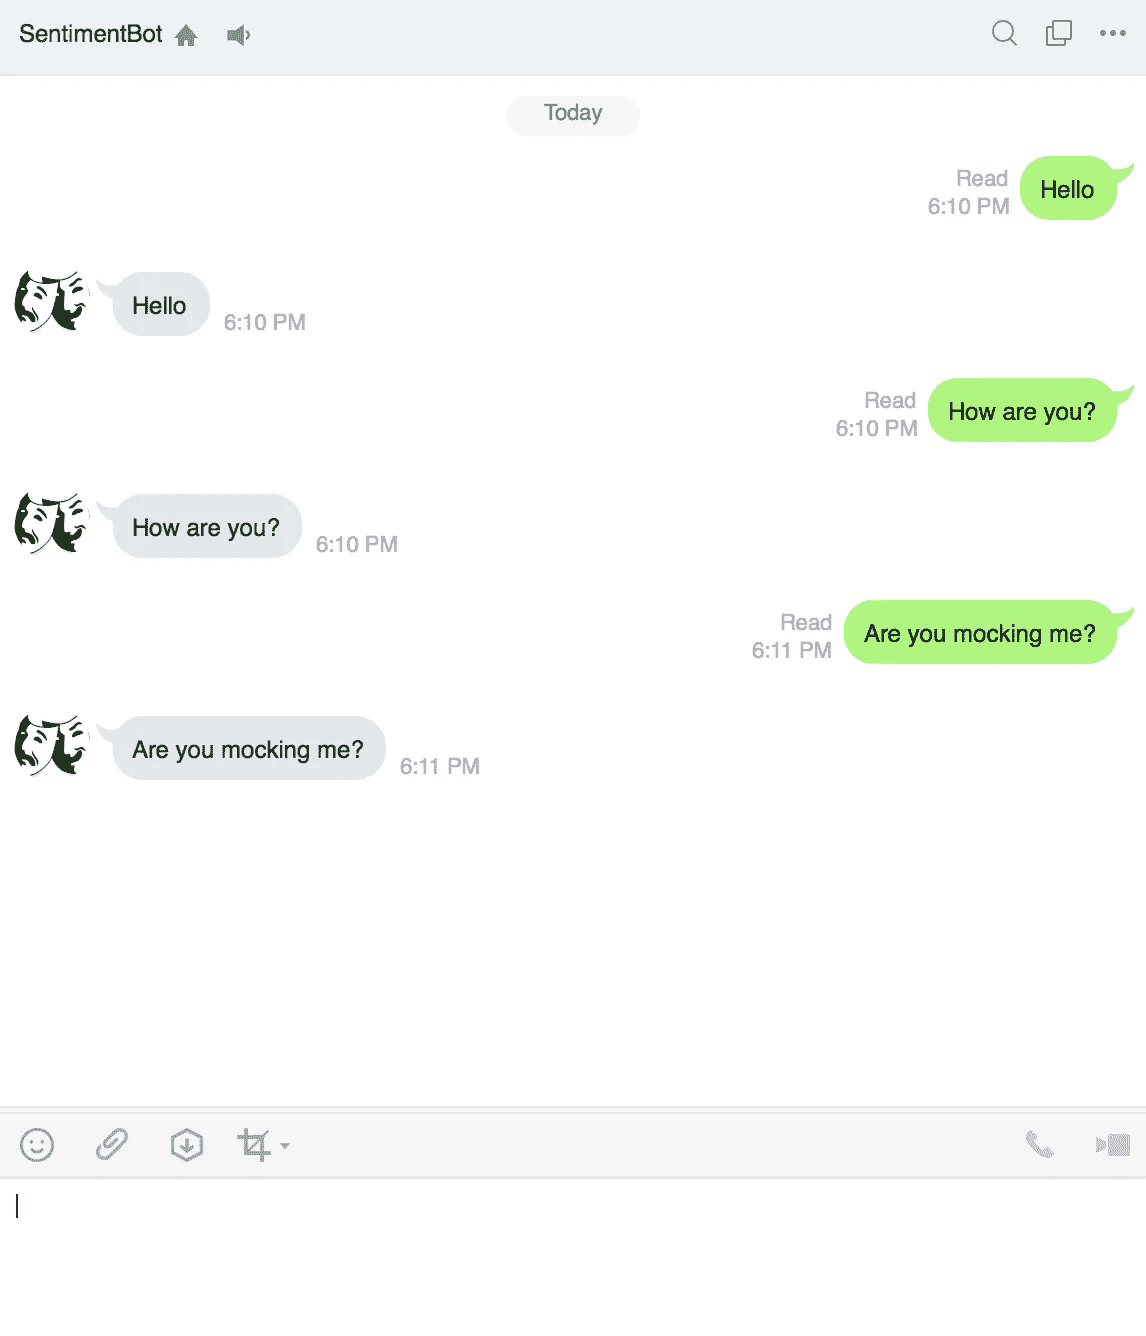 SentimentBot
Today
Read
6:10 PM
Hello
Hello
6:10 PM
Read
6:10 PM
How are you?
How are you?
6:10 PM
Read
6:11 PM
Are you mocking me?
Are you mocking me?
6:11 PM